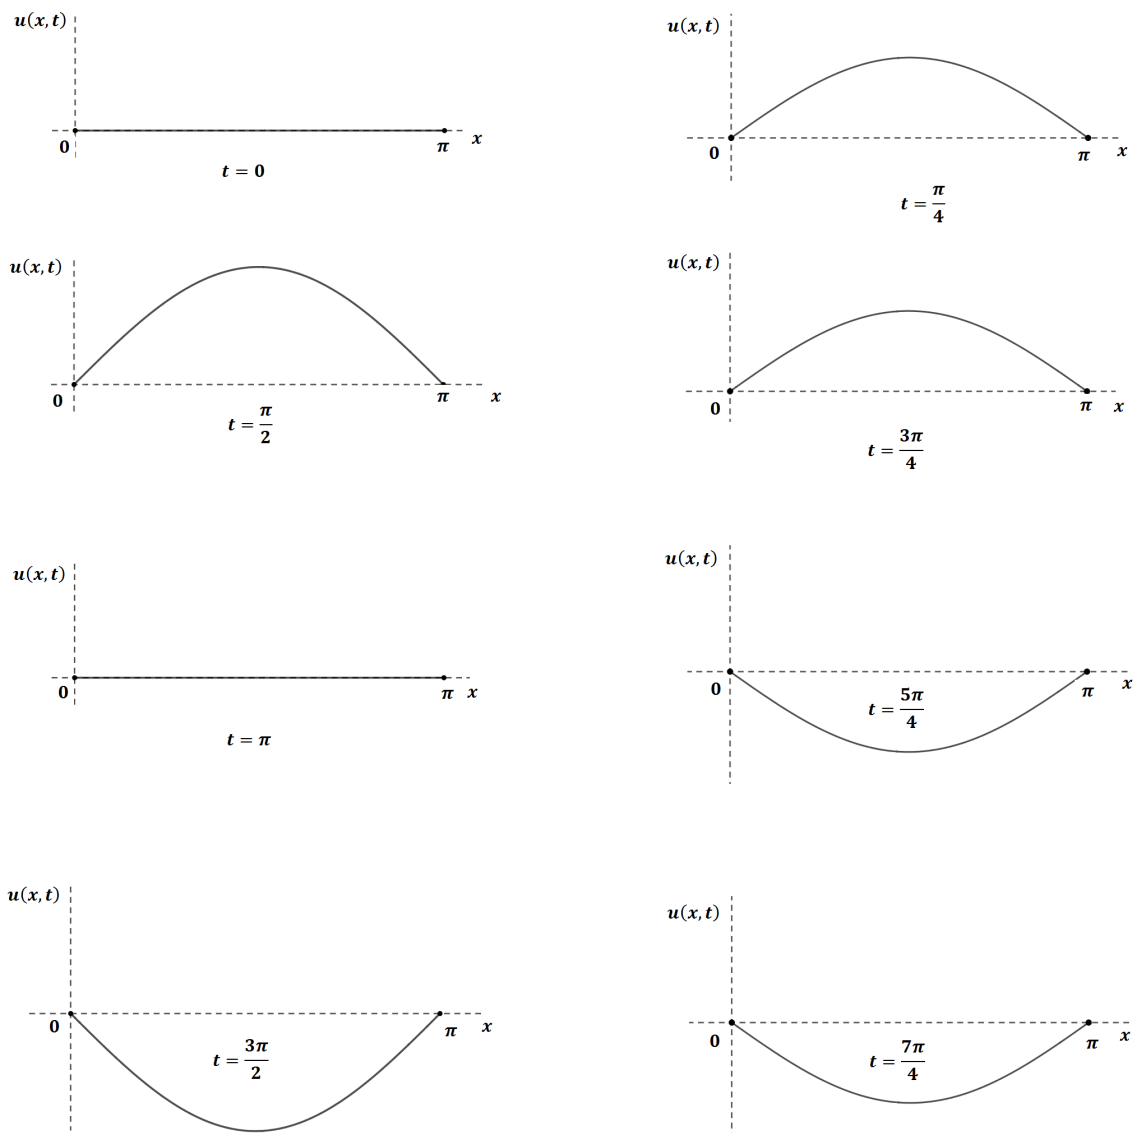 u(x,t)
0
π
x
t = 0
u(x,t)
0
π
x
t = π/4
u(x,t)
0
π
x
t = π/2
u(x,t)
0
π
x
t = 3π/4
u(x,t)
0
π
x
t = π
u(x,t)
0
π
x
t = 5π/4
u(x,t)
0
π
x
t = 3π/2
u(x,t)
0
π
x
t = 7π/4